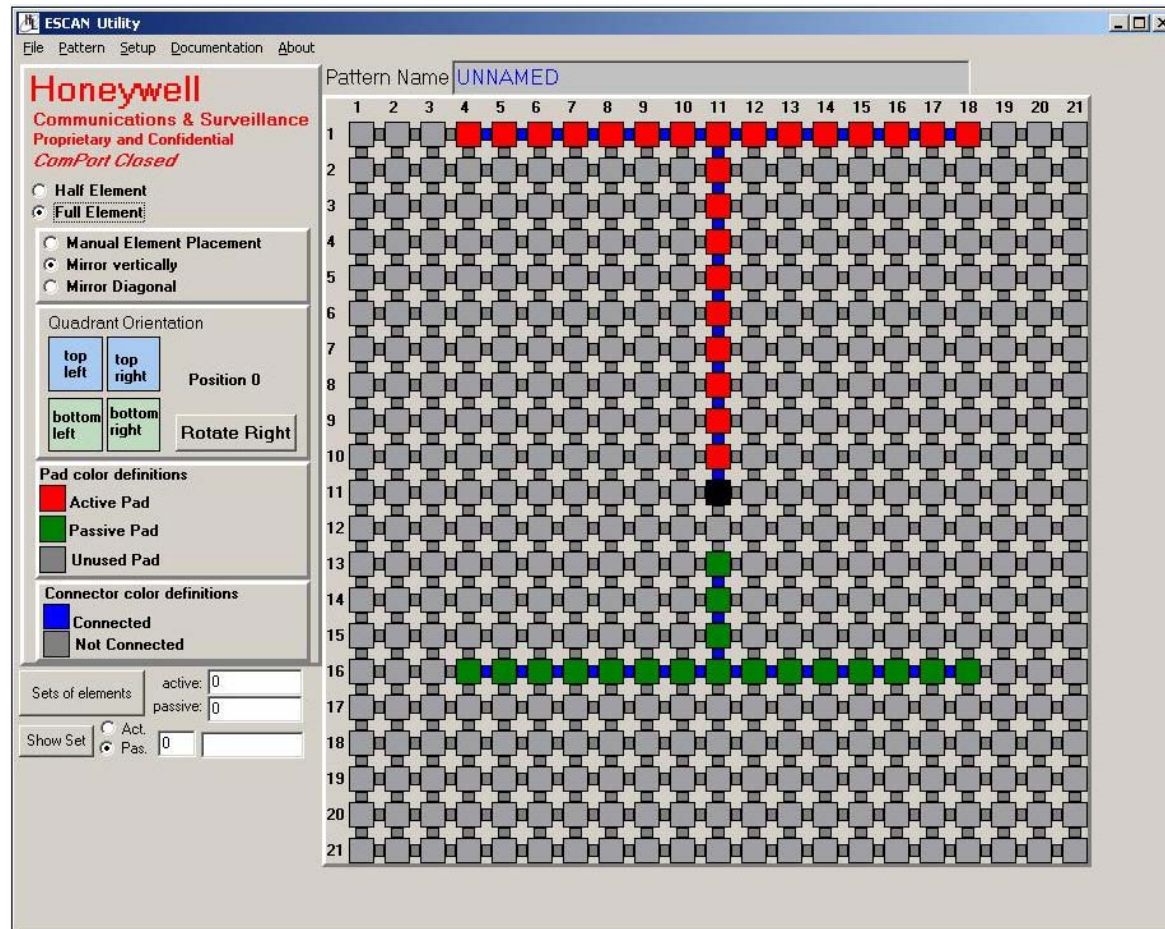 ESCAN Utility
File Pattern Setup Documentation About
Honeywell
Communications & Surveillance
Proprietary and Confidential
ComPort Closed
Half Element
Full Element
Manual Element Placement
Mirror vertically
Mirror Diagonal
Quadrant Orientation
top left
top right
Position 0
bottom left
bottom right
Rotate Right
Pad color definitions
Active Pad
Passive Pad
Unused Pad
Connector color definitions
Connected
Not Connected
Sets of elements
active: 0
passive: 0
Show Set
Act.
Pas.
0
Pattern Name UNNAMED
1 2 3 4 5 6 7 8 9 10 11 12 13 14 15 16 17 18 19 20 21
1
2
3
4
5
6
7
8
9
10
11
12
13
14
15
16
17
18
19
20
21